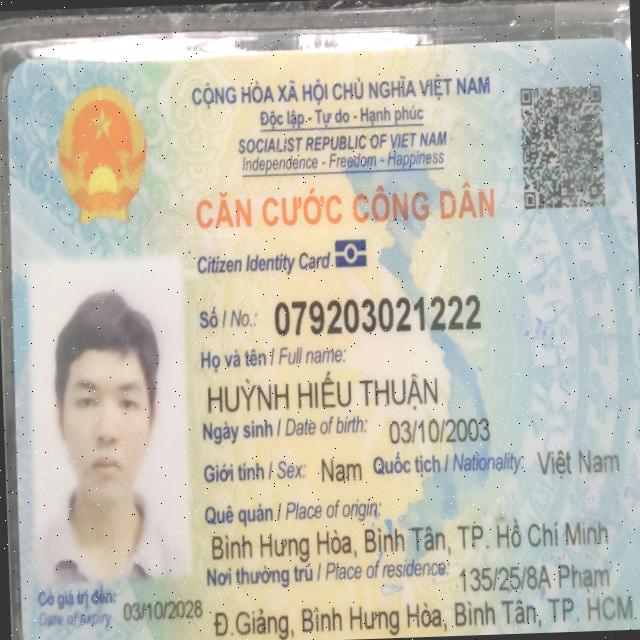 CỘNG HÒA XÃ HỘI CHỦ NGHĨA VIỆT NAM
Độc lập - Tự do - Hạnh phúc
SOCIALIST REPUBLIC OF VIET NAM
Independence - Freedom - Happiness
CĂN CƯỚC CÔNG DÂN
Citizen Identity Card
Số / No.: 079203021222
Họ và tên / Full name:
HUỲNH HIẾU THUẬN
Ngày sinh / Date of birth: 03/10/2003
Giới tính / Sex: Nam Quốc tịch / Nationality: Việt Nam
Quê quán / Place of origin:
Bình Hưng Hòa, Bình Tân, TP. Hồ Chí Minh
Nơi thường trú / Place of residence: 135/25/8A Phạm
Đ.Giảng, Bình Hưng Hòa, Bình Tân, TP. HCM
Có giá trị đến: 03/10/2028
Date of expiry